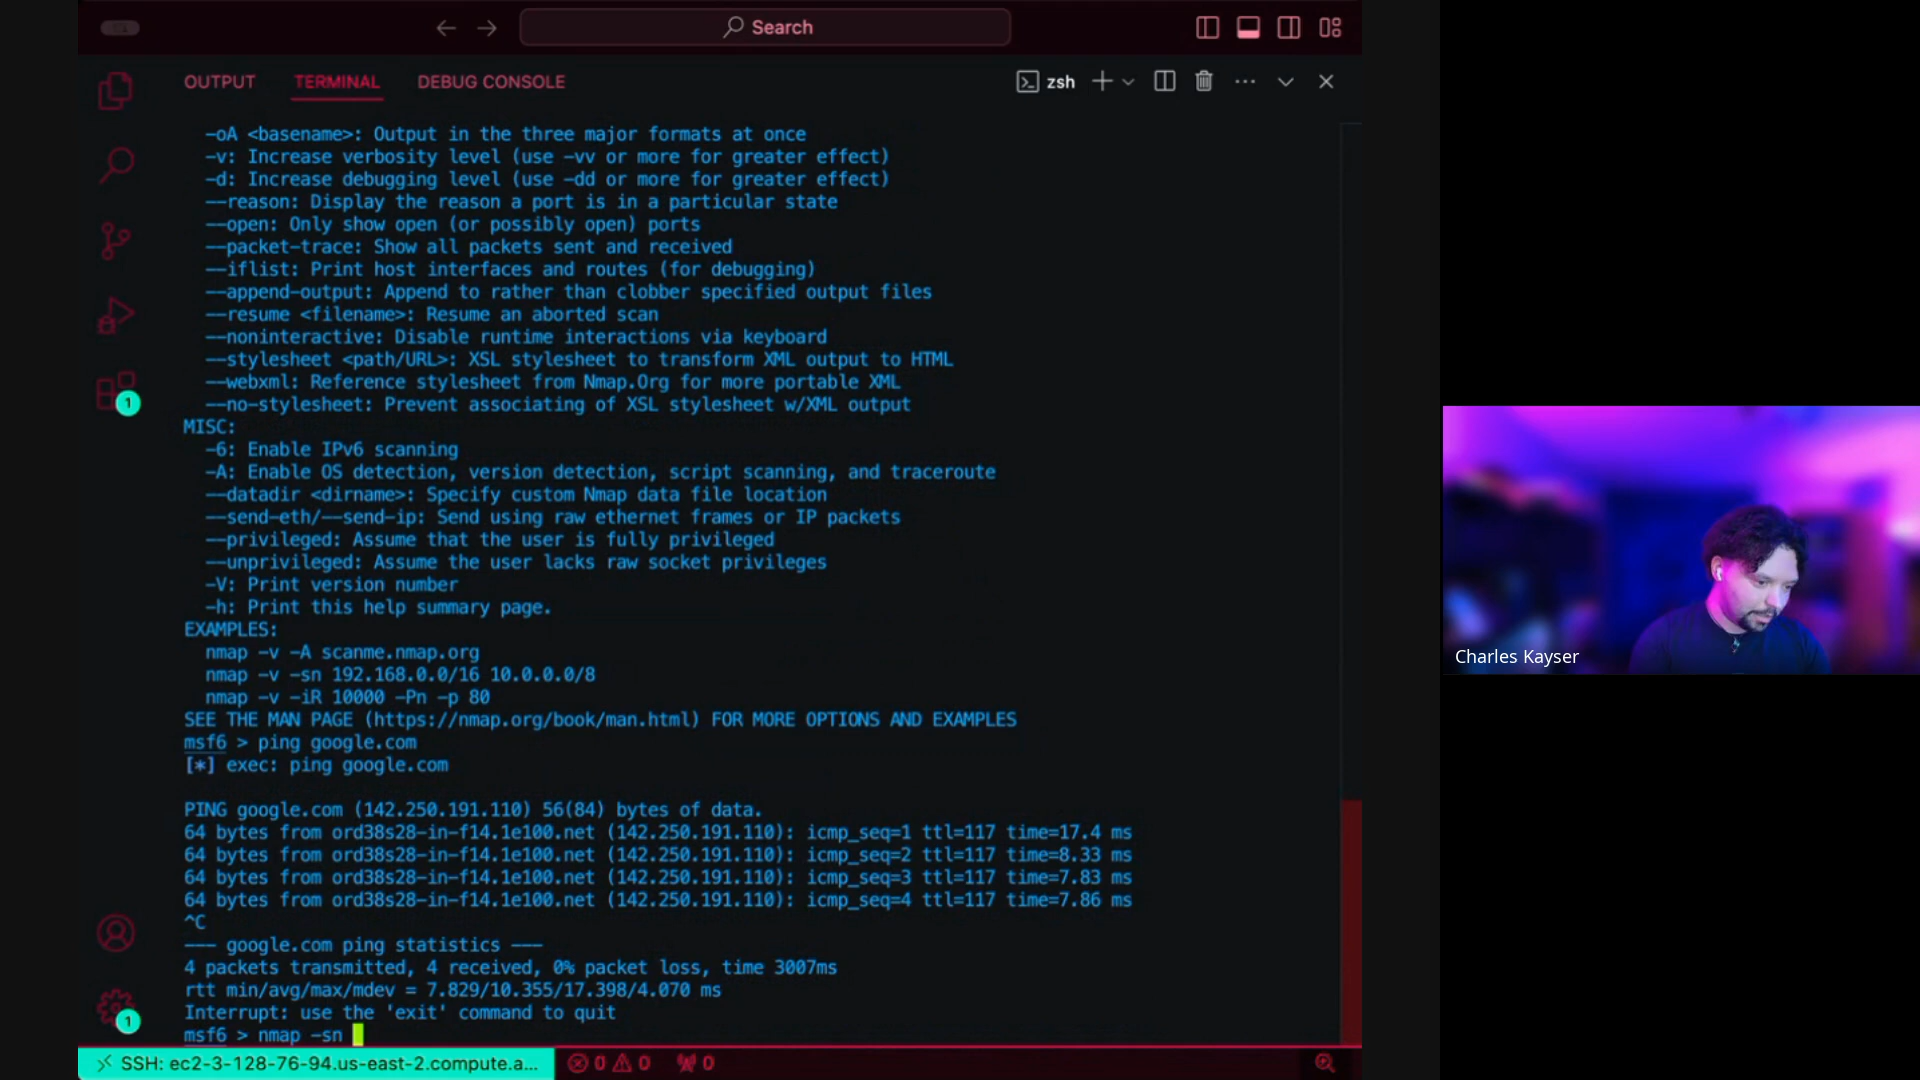 Search
OUTPUT TERMINAL DEBUG CONSOLE
zsh
-oA <basename>: Output in the three major formats at once
-v: Increase verbosity level (use -vv or more for greater effect)
-d: Increase debugging level (use -dd or more for greater effect)
--reason: Display the reason a port is in a particular state
--open: Only show open (or possibly open) ports
--packet-trace: Show all packets sent and received
--iflist: Print host interfaces and routes (for debugging)
--append-output: Append to rather than clobber specified output files
--resume <filename>: Resume an aborted scan
--noninteractive: Disable runtime interactions via keyboard
--stylesheet <path/URL>: XSL stylesheet to transform XML output to HTML
--webxml: Reference stylesheet from Nmap.Org for more portable XML
--no-stylesheet: Prevent associating of XSL stylesheet w/XML output
1
MISC:
-6: Enable IPv6 scanning
-A: Enable OS detection, version detection, script scanning, and traceroute
--datadir <dirname>: Specify custom Nmap data file location
--send-eth/--send-ip: Send using raw ethernet frames or IP packets
--privileged: Assume that the user is fully privileged
--unprivileged: Assume the user lacks raw socket privileges
-V: Print version number
-h: Print this help summary page.
EXAMPLES:
nmap -v -A scanme.nmap.org
nmap -v -sn 192.168.0.0/16 10.0.0.0/8
nmap -v -iR 10000 -Pn -p 80
SEE THE MAN PAGE (https://nmap.org/book/man.html) FOR MORE OPTIONS AND EXAMPLES
msf6 > ping google.com
[*] exec: ping google.com
PING google.com (142.250.191.110) 56(84) bytes of data.
64 bytes from ord38s28-in-f14.1e100.net (142.250.191.110): icmp_seq=1 ttl=117 time=17.4 ms
64 bytes from ord38s28-in-f14.1e100.net (142.250.191.110): icmp_seq=2 ttl=117 time=8.33 ms
64 bytes from ord38s28-in-f14.1e100.net (142.250.191.110): icmp_seq=3 ttl=117 time=7.83 ms
64 bytes from ord38s28-in-f14.1e100.net (142.250.191.110): icmp_seq=4 ttl=117 time=7.86 ms
^C
--- google.com ping statistics ---
4 packets transmitted, 4 received, 0% packet loss, time 3007ms
rtt min/avg/max/mdev = 7.829/10.355/17.398/4.070 ms
Interrupt: use the 'exit' command to quit
1
msf6 > nmap -sn
SSH: ec2-3-128-76-94.us-east-2.compute.a... 0 0 0
Charles Kayser